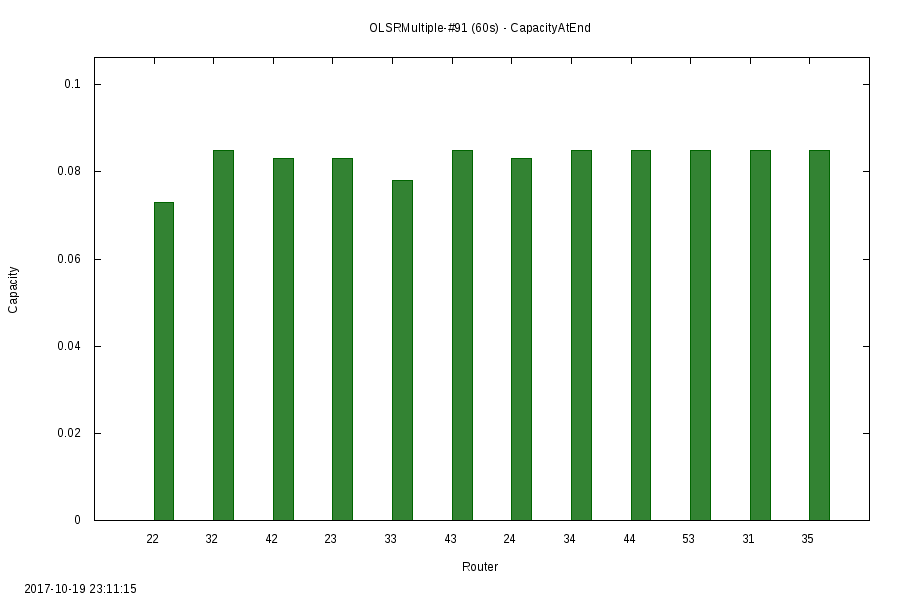 OLSRMultiple-#91 (60s) - CapacityAtEnd
0.1
0.08
0.06
0.04
0.02
0
Capacity
22 32 42 23 33 43 24 34 44 53 31 35
Router
2017-10-19 23:11:15